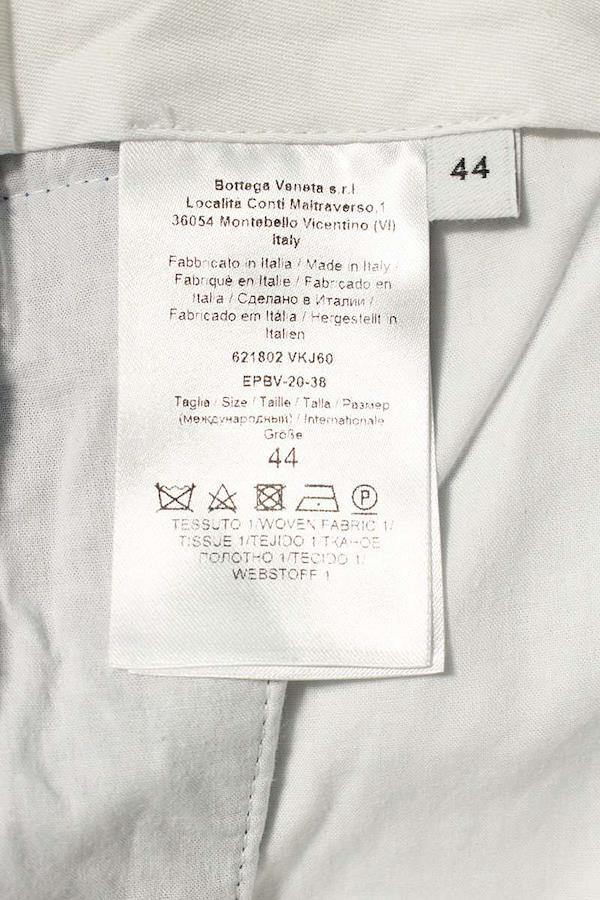 Bottega Veneta s.r.l
Localita Conti Maltraverso,1
36054 Montebello Vicentino (VI)
Italy
Fabbricato in Italia / Made in Italy /
Fabriqué en Italie / Fabricado en
Italia / Сделано в Италии /
Fabricado em Itália / Hergestellt in
Italien
621802 VKJ60
EPBV-20-38
Taglia / Size / Taille / Talla / Размер
(международный) / Internationale
Größe
44
P
TESSUTO 1/WOVEN FABRIC 1/
TISSUE 1/TEJIDO 1/ТКАНОЕ
ПОЛОТНО 1/TECIDO 1/
WEBSTOFF 1
44